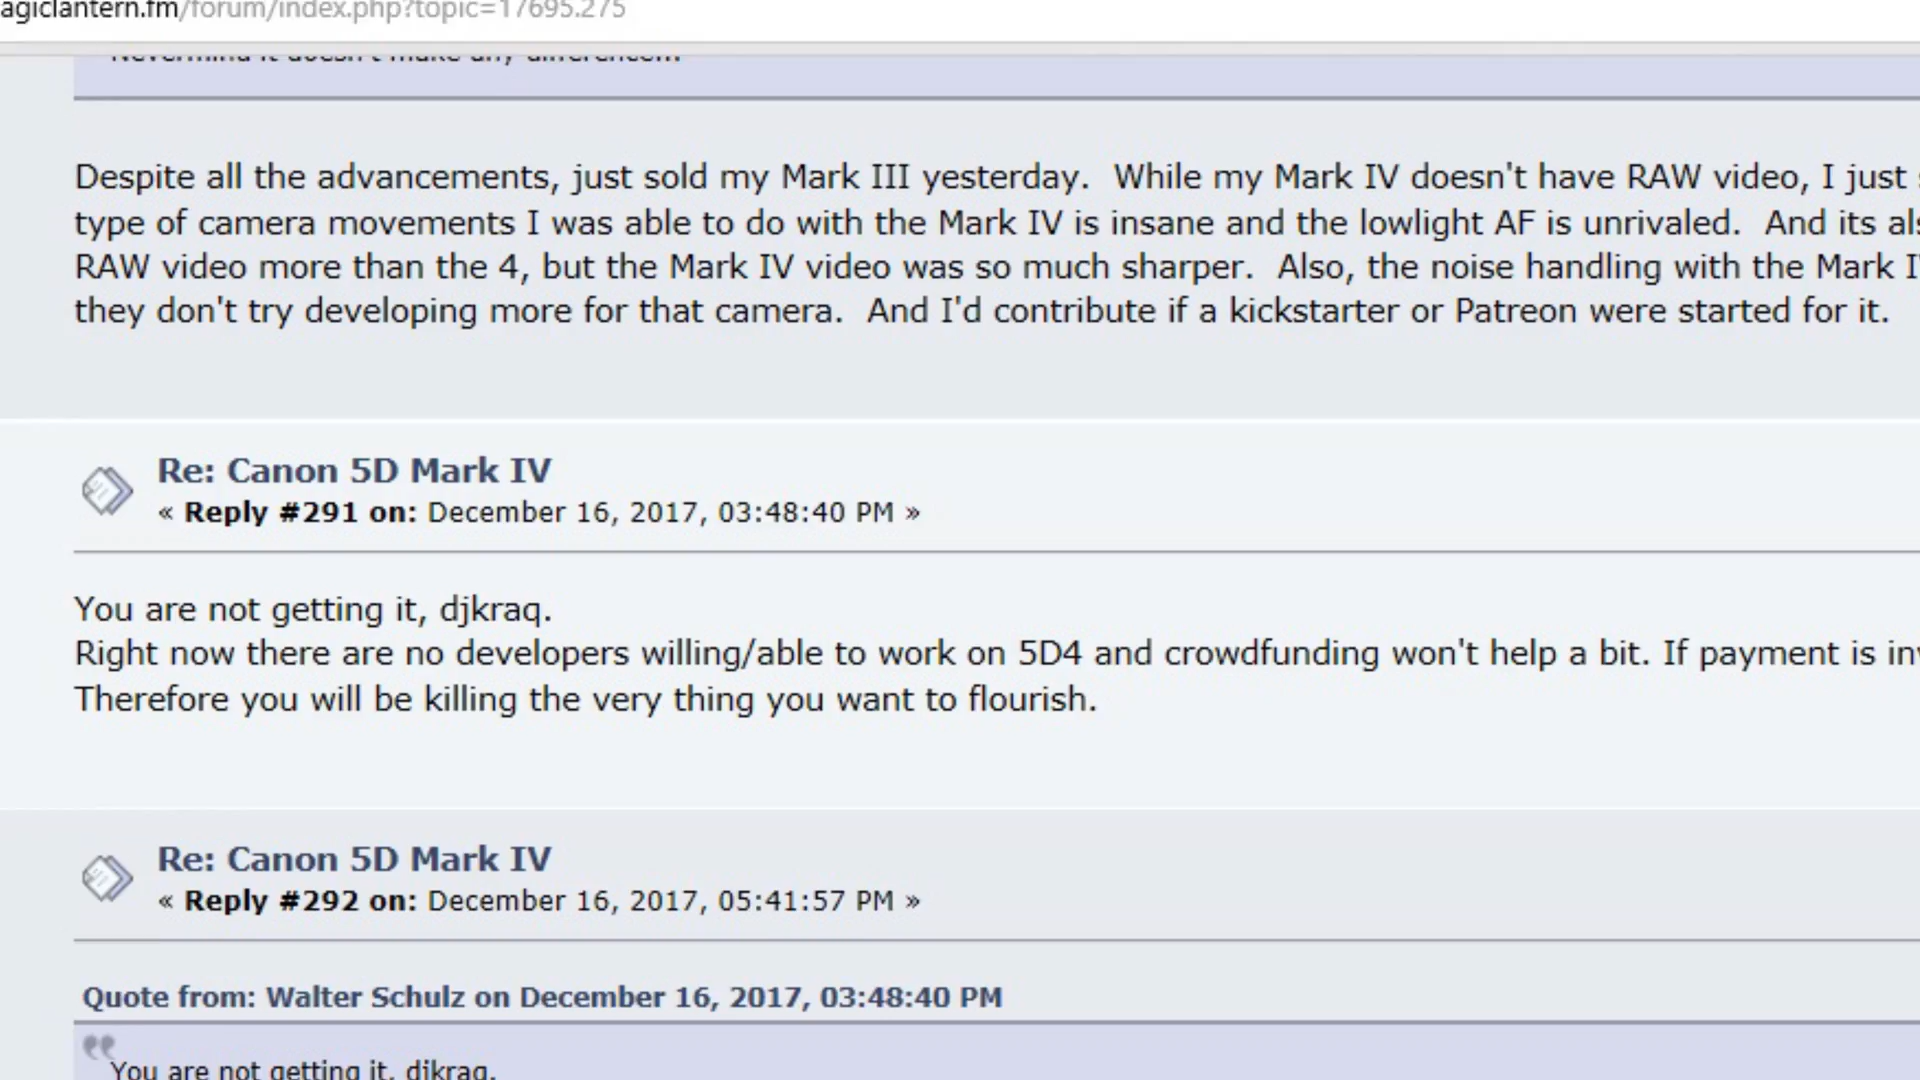 agiclantern.fm/forum/index.php?topic=17695.275
Nevermind it doesn't make any difference...
Despite all the advancements, just sold my Mark III yesterday.  While my Mark IV doesn't have RAW video, I just
type of camera movements I was able to do with the Mark IV is insane and the lowlight AF is unrivaled.  And its
RAW video more than the 4, but the Mark IV video was so much sharper.  Also, the noise handling with the Mark
they don't try developing more for that camera.  And I'd contribute if a kickstarter or Patreon were started for it.
Re: Canon 5D Mark IV
« Reply #291 on: December 16, 2017, 03:48:40 PM »
You are not getting it, djkraq.
Right now there are no developers willing/able to work on 5D4 and crowdfunding won't help a bit. If payment is
Therefore you will be killing the very thing you want to flourish.
Re: Canon 5D Mark IV
« Reply #292 on: December 16, 2017, 05:41:57 PM »
Quote from: Walter Schulz on December 16, 2017, 03:48:40 PM
You are not getting it, djkraq.